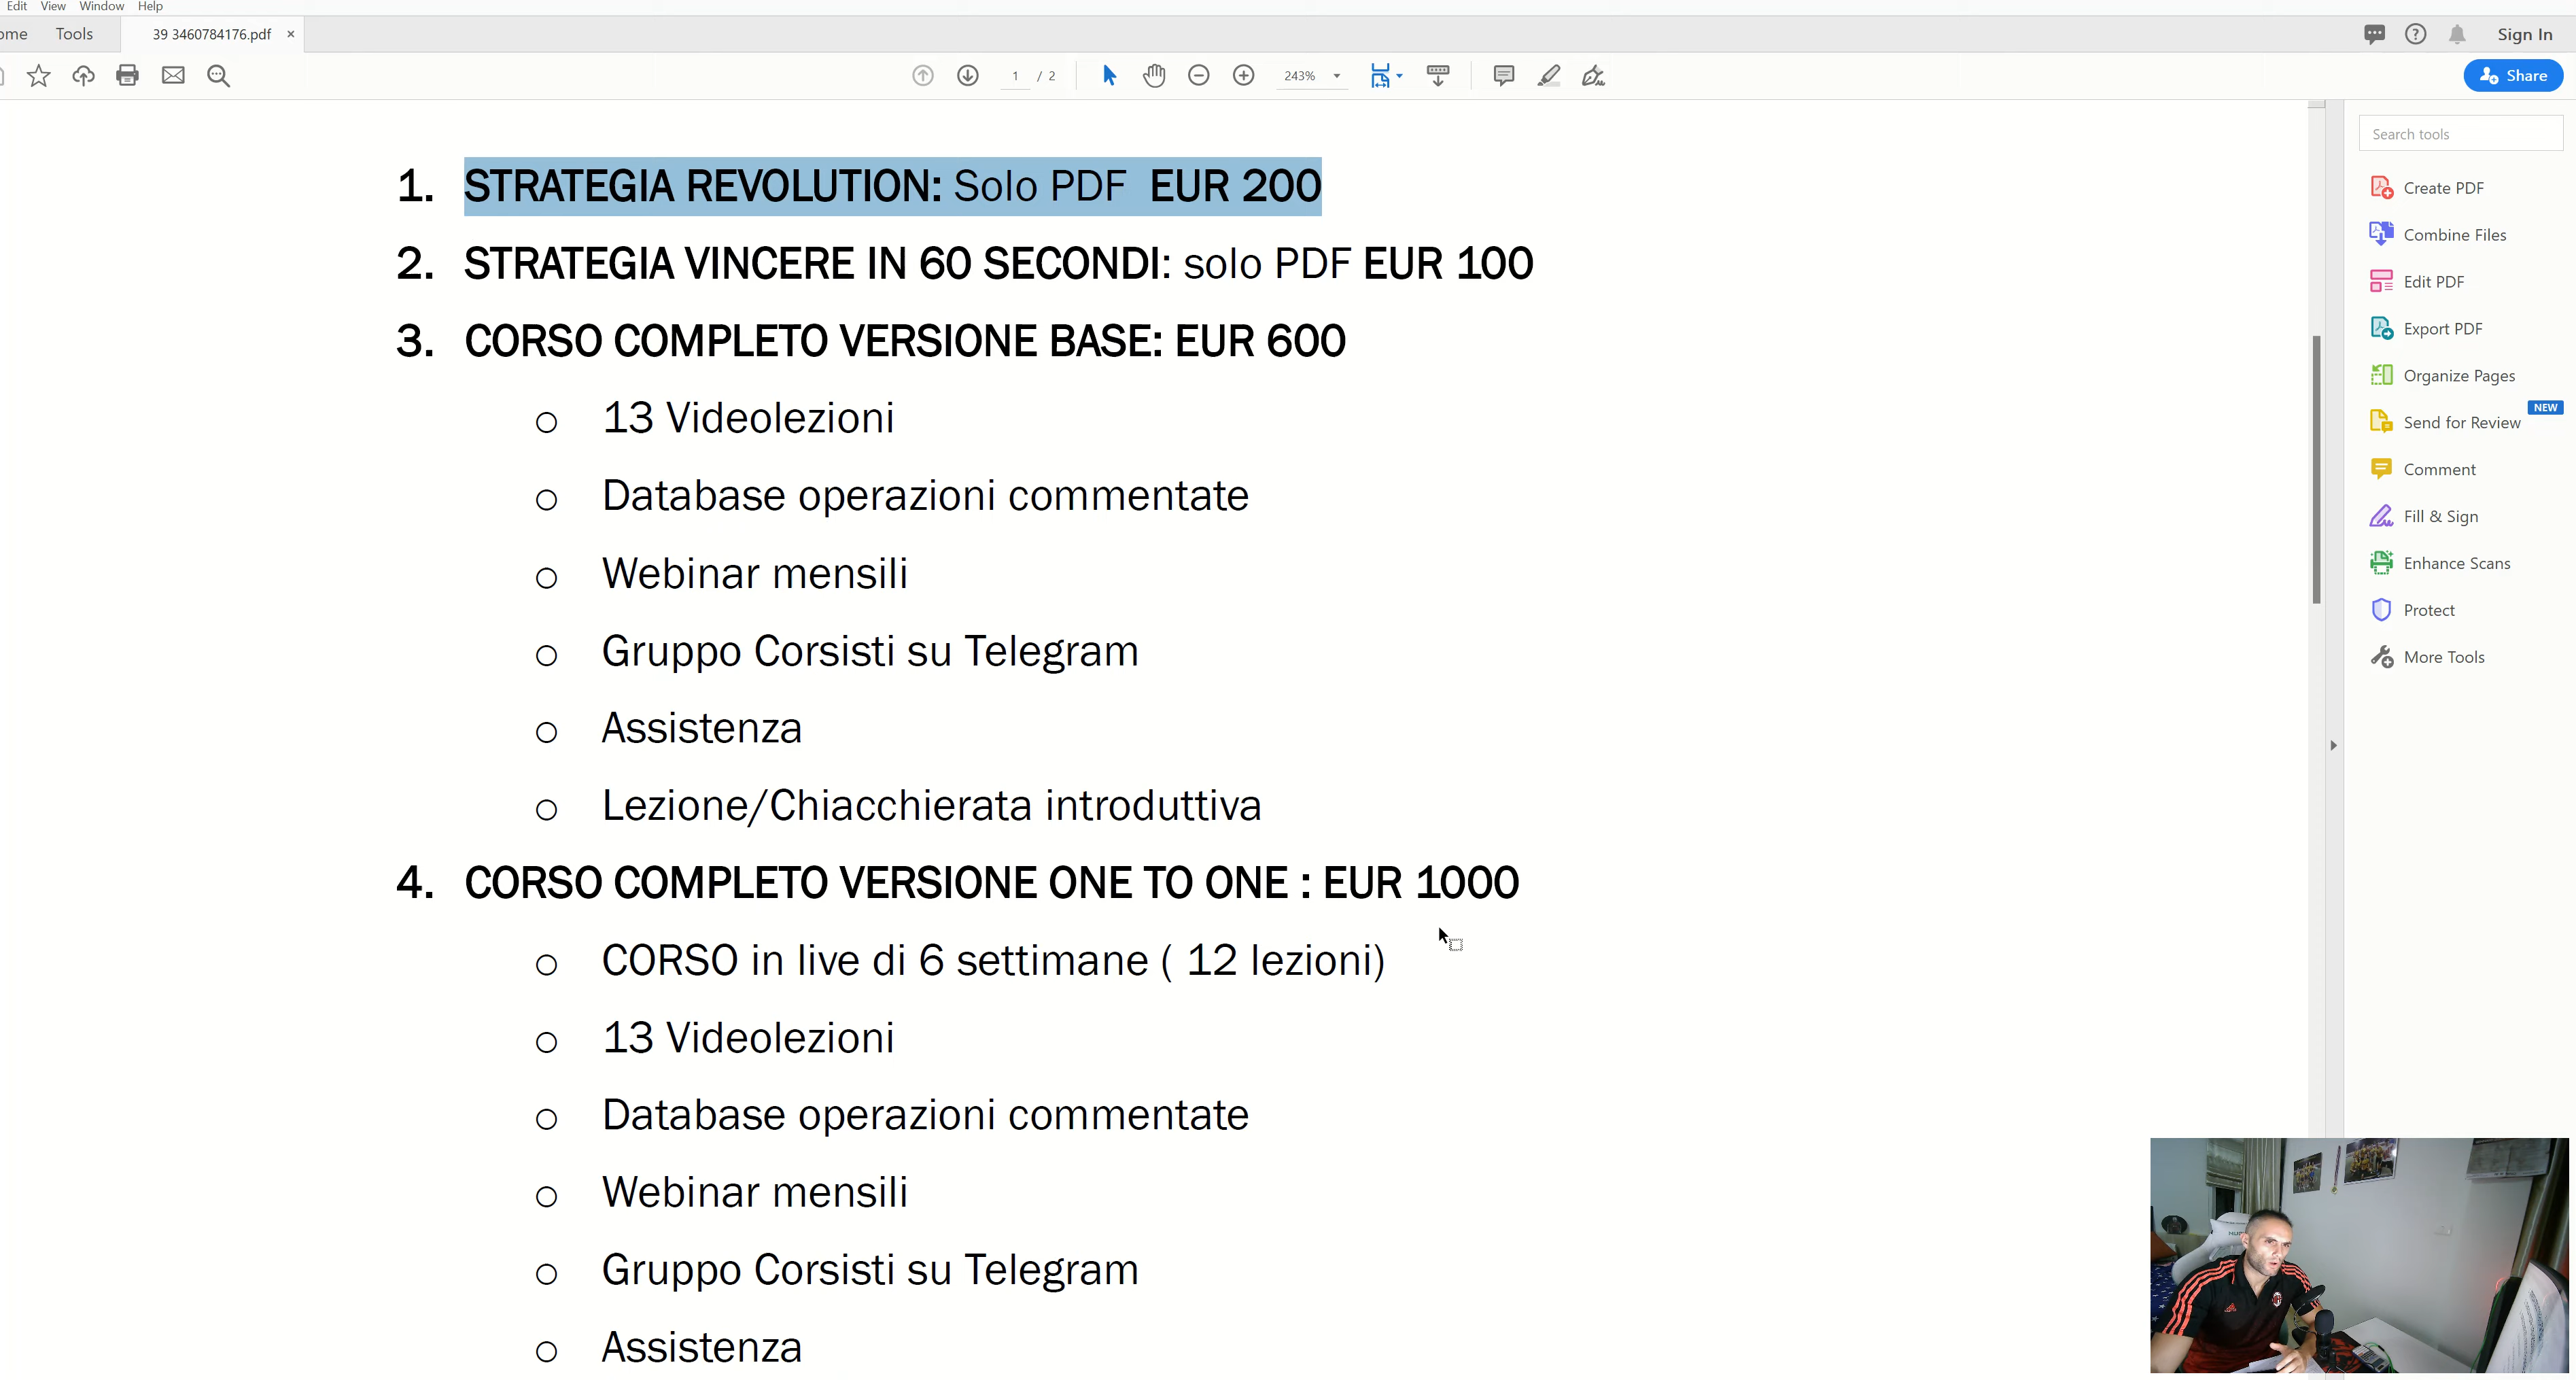 Edit View Window Help
ome Tools 39 3460784176.pdf × Sign In
1 / 2 243% Share
Search tools
1. STRATEGIA REVOLUTION: Solo PDF EUR 200
2. STRATEGIA VINCERE IN 60 SECONDI: solo PDF EUR 100
3. CORSO COMPLETO VERSIONE BASE: EUR 600
○ 13 Videolezioni
○ Database operazioni commentate
○ Webinar mensili
○ Gruppo Corsisti su Telegram
○ Assistenza
○ Lezione/Chiacchierata introduttiva
4. CORSO COMPLETO VERSIONE ONE TO ONE : EUR 1000
○ CORSO in live di 6 settimane ( 12 lezioni)
○ 13 Videolezioni
○ Database operazioni commentate
○ Webinar mensili
○ Gruppo Corsisti su Telegram
○ Assistenza
Create PDF
Combine Files
Edit PDF
Export PDF
Organize Pages
NEW
Send for Review
Comment
Fill & Sign
Enhance Scans
Protect
More Tools